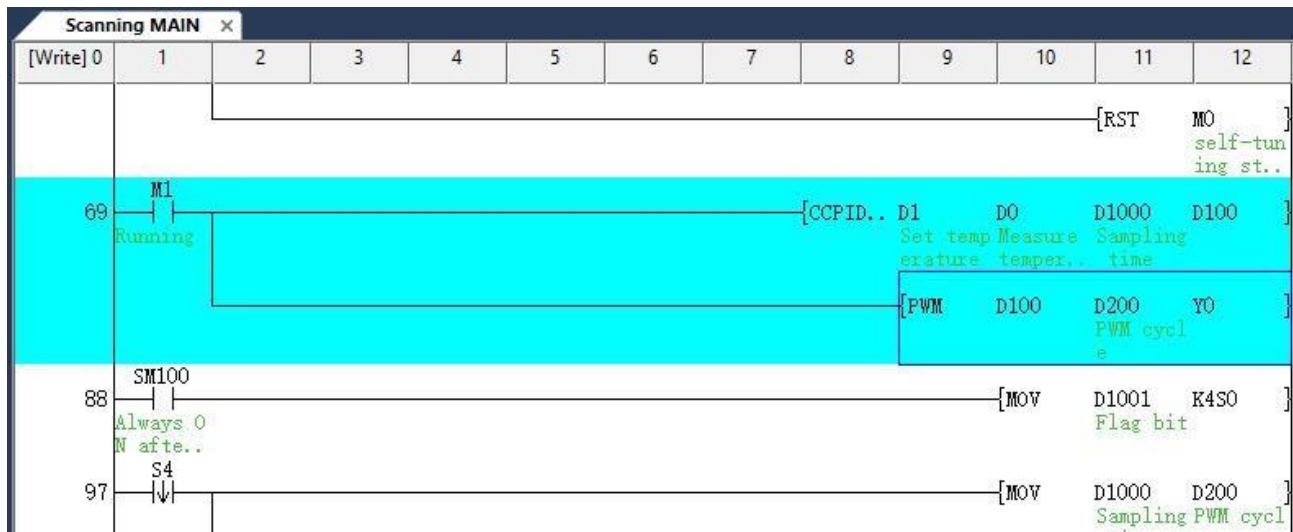 Scanning MAIN ×
[Write] 0 1 2 3 4 5 6 7 8 9 10 11 12
[RST M0 ]
self-tun
ing st..
M1
69 [CCPID.. D1 D0 D1000 D100 ]
Running Set temp Measure Sampling
erature temper.. time
[PWM D100 D200 Y0 ]
PWM cycl
e
SM100
88 [MOV D1001 K4S0 ]
Always O Flag bit
N afte..
S4
97 [MOV D1000 D200 ]
Sampling PWM cycl